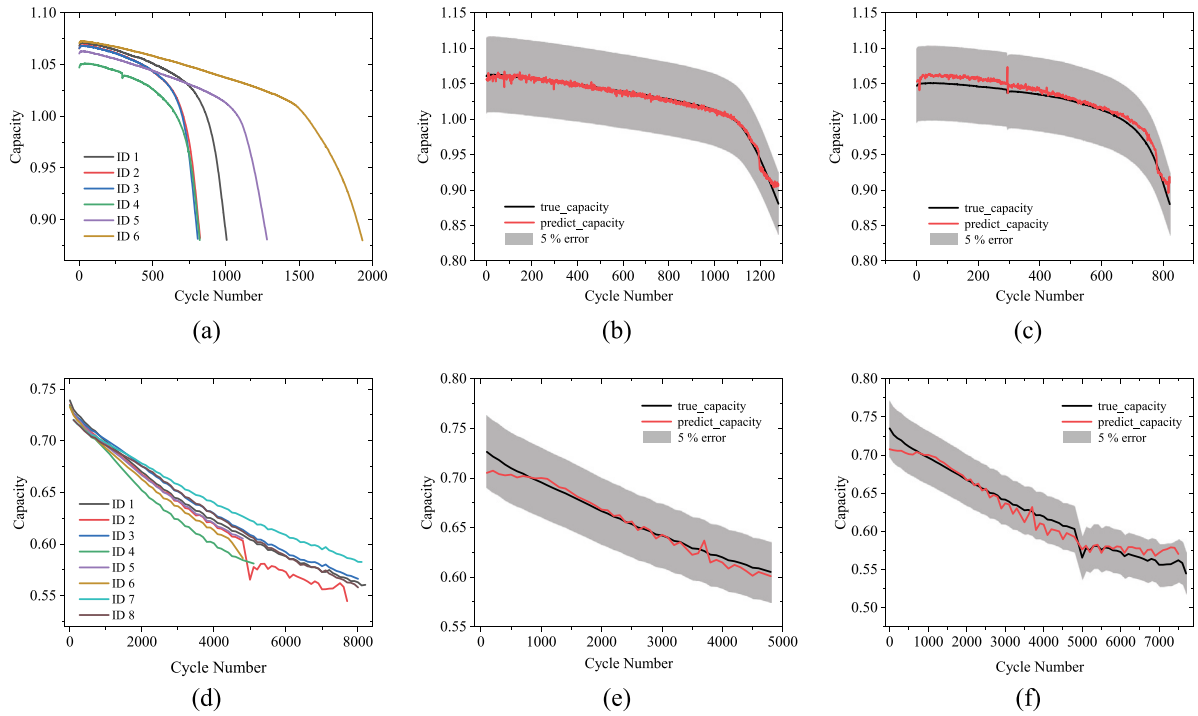 1.10
1.05
1.00
0.95
0.90
Capacity
ID 1
ID 2
ID 3
ID 4
ID 5
ID 6
0 500 1000 1500 2000
Cycle Number
(a)
1.15
1.10
1.05
1.00
0.95
0.90
0.85
0.80
Capacity
true_capacity
predict_capacity
5 % error
0 200 400 600 800 1000 1200
Cycle Number
(b)
1.15
1.10
1.05
1.00
0.95
0.90
0.85
0.80
Capacity
true_capacity
predict_capacity
5 % error
0 200 400 600 800
Cycle Number
(c)
0.75
0.70
0.65
0.60
0.55
Capacity
ID 1
ID 2
ID 3
ID 4
ID 5
ID 6
ID 7
ID 8
0 2000 4000 6000 8000
Cycle Number
(d)
0.80
0.75
0.70
0.65
0.60
0.55
Capacity
true_capacity
predict_capacity
5 % error
0 1000 2000 3000 4000 5000
Cycle Number
(e)
0.80
0.75
0.70
0.65
0.60
0.55
0.50
Capacity
true_capacity
predict_capacity
5 % error
0 1000 2000 3000 4000 5000 6000 7000
Cycle Number
(f)